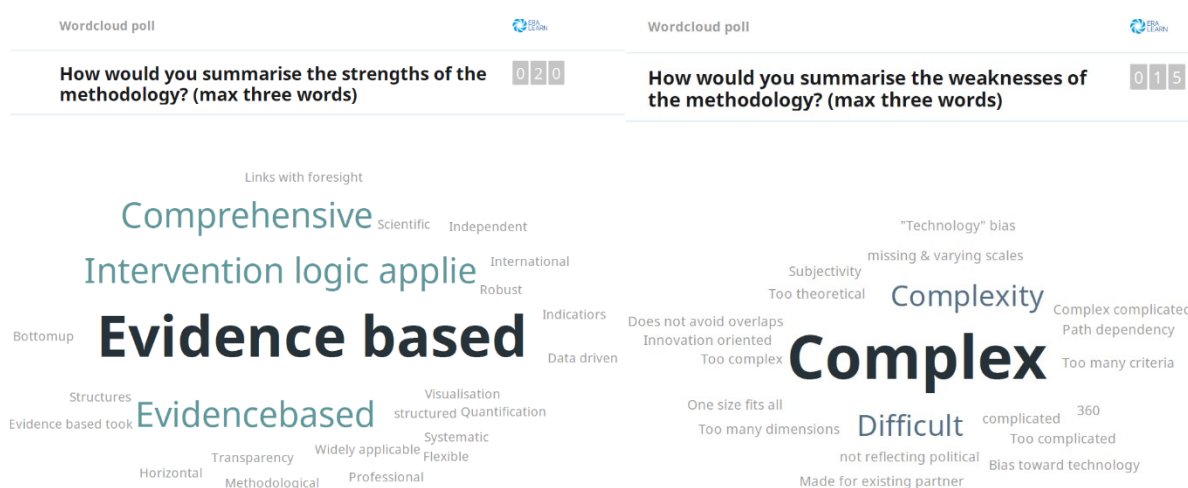 Wordcloud poll
ERA
LEARN
How would you summarise the strengths of the
methodology? (max three words)
020
Links with foresight
Comprehensive
Scientific
Independent
Intervention logic applie
International
Robust
Evidence based
Indicatiors
Bottomup
Data driven
Structures
Visualisation
Evidencebased
structured
Quantification
Evidence based took
Systematic
Widely applicable
Flexible
Transparency
Horizontal
Professional
Methodological
Wordcloud poll
ERA
LEARN
How would you summarise the weaknesses of
the methodology? (max three words)
015
"Technology" bias
missing & varying scales
Subjectivity
Too theoretical
Complexity
Complex complicated
Does not avoid overlaps
Path dependency
Innovation oriented
Complex
Too complex
Too many criteria
One size fits all
360
Difficult
complicated
Too many dimensions
Too complicated
not reflecting political
Bias toward technology
Made for existing partner